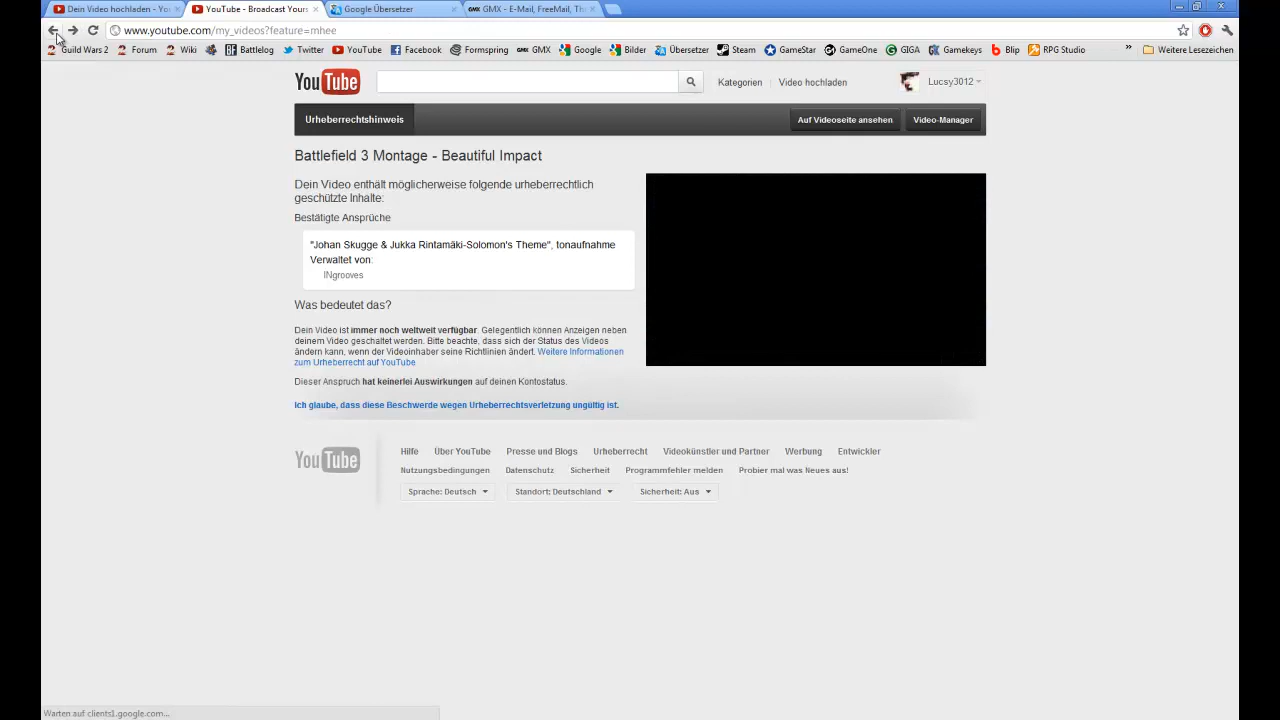 Dein Video hochladen - Yo
YouTube - Broadcast Yours
Google Übersetzer
GMX - E-Mail, FreeMail, Th
www.youtube.com/my_videos?feature=mhee
Guild Wars 2 Forum Wiki Battlelog Twitter YouTube Facebook Formspring GMX Google Bilder Übersetzer Steam GameStar GameOne GIGA Gamekeys Blip RPG Studio » Weitere Lesezeichen
YouTube
Kategorien Video hochladen Lucsy3012
Urheberrechtshinweis Auf Videoseite ansehen Video-Manager
Battlefield 3 Montage - Beautiful Impact
Dein Video enthält möglicherweise folgende urheberrechtlich
geschützte Inhalte:
Bestätigte Ansprüche
"Johan Skugge & Jukka Rintamäki-Solomon's Theme", tonaufnahme
Verwaltet von:
INgrooves
Was bedeutet das?
Dein Video ist immer noch weltweit verfügbar. Gelegentlich können Anzeigen neben
deinem Video geschaltet werden. Bitte beachte, dass sich der Status des Videos
ändern kann, wenn der Videoinhaber seine Richtlinien ändert. Weitere Informationen
zum Urheberrecht auf YouTube
Dieser Anspruch hat keinerlei Auswirkungen auf deinen Kontostatus.
Ich glaube, dass diese Beschwerde wegen Urheberrechtsverletzung ungültig ist.
YouTube
Hilfe Über YouTube Presse und Blogs Urheberrecht Videokünstler und Partner Werbung Entwickler
Nutzungsbedingungen Datenschutz Sicherheit Programmfehler melden Probier mal was Neues aus!
Sprache: Deutsch Standort: Deutschland Sicherheit: Aus
Warten auf clients1.google.com...